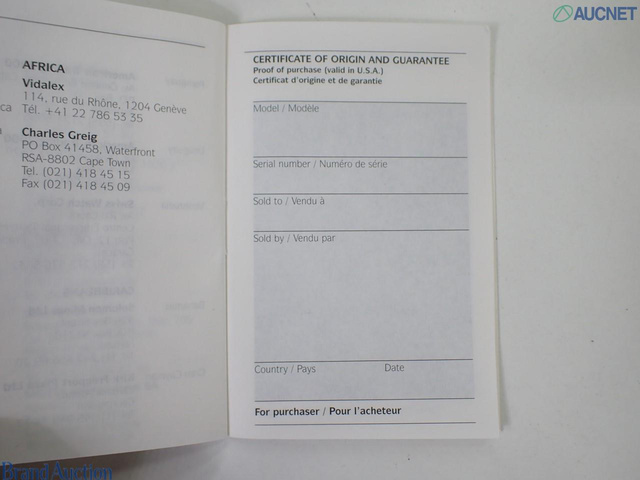 AFRICA
Vidalex
114, rue du Rhône, 1204 Genève
Tél. +41 22 786 53 35
Charles Greig
PO Box 41458, Waterfront
RSA-8802 Cape Town
Tel. (021) 418 45 15
Fax (021) 418 45 09
CERTIFICATE OF ORIGIN AND GUARANTEE
Proof of purchase (valid in U.S.A.)
Certificat d'origine et de garantie
Model / Modèle
Serial number / Numéro de série
Sold to / Vendu à
Sold by / Vendu par
Country / Pays Date
For purchaser / Pour l'acheteur
AUCNET
Brand Auction